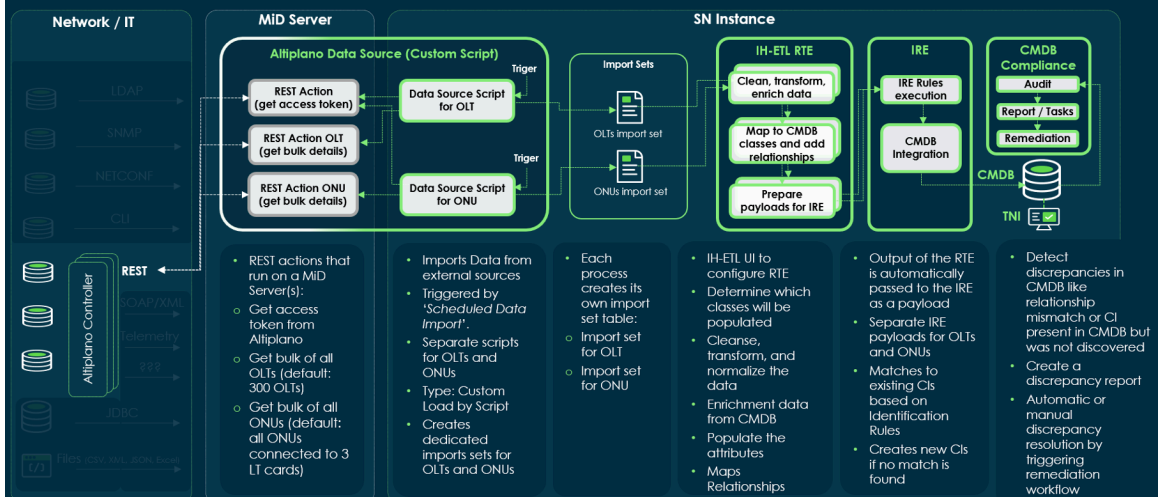 Network / IT
MiD Server
SN Instance
LDAP
SNMP
NETCONF
CLI
REST
SOAP/XML
Telemetry
JDBC
Files (CSV, XML, JSON, Excel)
Altiplano Controller
Altiplano Data Source (Custom Script)
REST Action
(get access token)
REST Action OLT
(get bulk details)
REST Action ONU
(get bulk details)
Triger
Data Source Script
for OLT
Triger
Data Source Script
for ONU
Import Sets
OLTs import set
ONUs import set
IH-ETL RTE
Clean, transform,
enrich data
Map to CMDB
classes and add
relationships
Prepare
payloads for IRE
IRE
IRE Rules
execution
CMDB
Integration
CMDB
Compliance
Audit
Report / Tasks
Remediation
CMDB
TNI
• REST actions that
run on a MiD
Server(s):
o Get access
token from
Altiplano
o Get bulk of all
OLTs (default:
300 OLTs)
o Get bulk of all
ONUs (default:
all ONUs
connected to 3
LT cards)
• Imports Data from
external sources
• Triggered by
‘Scheduled Data
Import’.
• Separate scripts
for OLTs and
ONUs
• Type: Custom
Load by Script
• Creates
dedicated
imports sets for
OLTs and ONUs
• Each
process
creates its
own import
set table:
o Import set
for OLT
o Import set
for ONU
• IH-ETL UI to
configure RTE
• Determine which
classes will be
populated
• Cleanse,
transform, and
normalize the
data
• Enrichment data
from CMDB
• Populate the
attributes
• Maps
Relationships
• Output of the RTE
is automatically
passed to the IRE
as a payload
• Separate IRE
payloads for OLTs
and ONUs
• Matches to
existing CIs
based on
Identification
Rules
• Creates new CIs
if no match is
found
• Detect
discrepancies in
CMDB like
relationship
mismatch or CI
present in CMDB but
was not discovered
• Create a
discrepancy report
• Automatic or
manual
discrepancy
resolution by
triggering
remediation
workflow